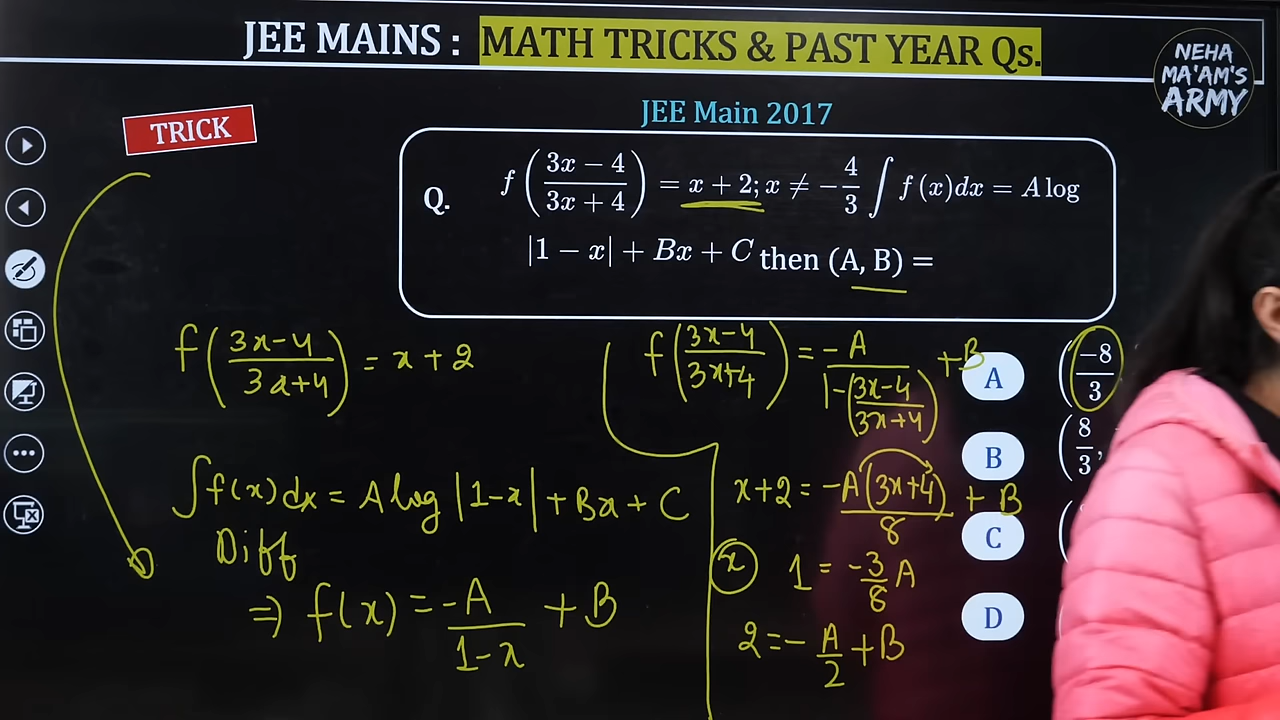 JEE MAINS : MATH TRICKS & PAST YEAR Qs.
NEHA
MA'AM'S
ARMY
TRICK
JEE Main 2017
Q. f((3x − 4)/(3x + 4)) = x + 2; x ≠ −4/3 ∫ f(x)dx = A log
|1 − x| + Bx + C then (A, B) =
f((3x-4)/(3x+4)) = x + 2
∫f(x)dx = A log |1-x| + Bx + C
Diff
⇒ f(x) = -A/(1-x) + B
f((3x-4)/(3x+4)) = -A/(1-((3x-4)/(3x+4))) + B
x+2 = -A(3x+4)/8 + B
x 1 = -3/8 A
2 = -A/2 + B
A (−8/3
B (8/3,
C (
D